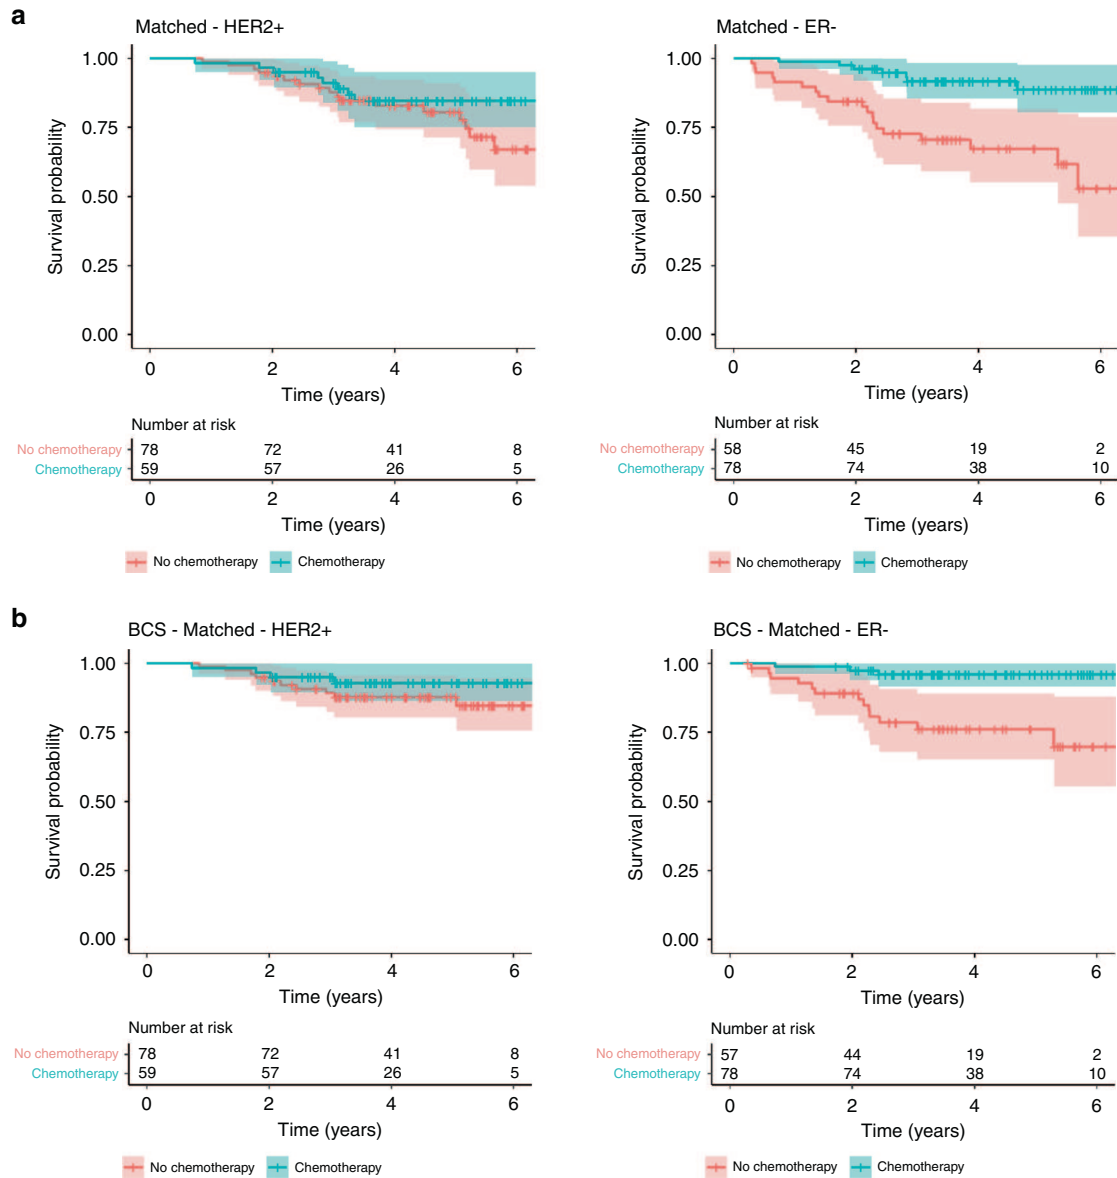 a
Matched - HER2+
1.00
0.75
0.50
0.25
0.00
Survival probability
0 2 4 6
Time (years)
Number at risk
No chemotherapy 78 72 41 8
Chemotherapy 59 57 26 5
0 2 4 6
Time (years)
No chemotherapy Chemotherapy
Matched - ER-
1.00
0.75
0.50
0.25
0.00
Survival probability
0 2 4 6
Time (years)
Number at risk
No chemotherapy 58 45 19 2
Chemotherapy 78 74 38 10
0 2 4 6
Time (years)
No chemotherapy Chemotherapy
b
BCS - Matched - HER2+
1.00
0.75
0.50
0.25
0.00
Survival probability
0 2 4 6
Time (years)
Number at risk
No chemotherapy 78 72 41 8
Chemotherapy 59 57 26 5
0 2 4 6
Time (years)
No chemotherapy Chemotherapy
BCS - Matched - ER-
1.00
0.75
0.50
0.25
0.00
Survival probability
0 2 4 6
Time (years)
Number at risk
No chemotherapy 57 44 19 2
Chemotherapy 78 74 38 10
0 2 4 6
Time (years)
No chemotherapy Chemotherapy